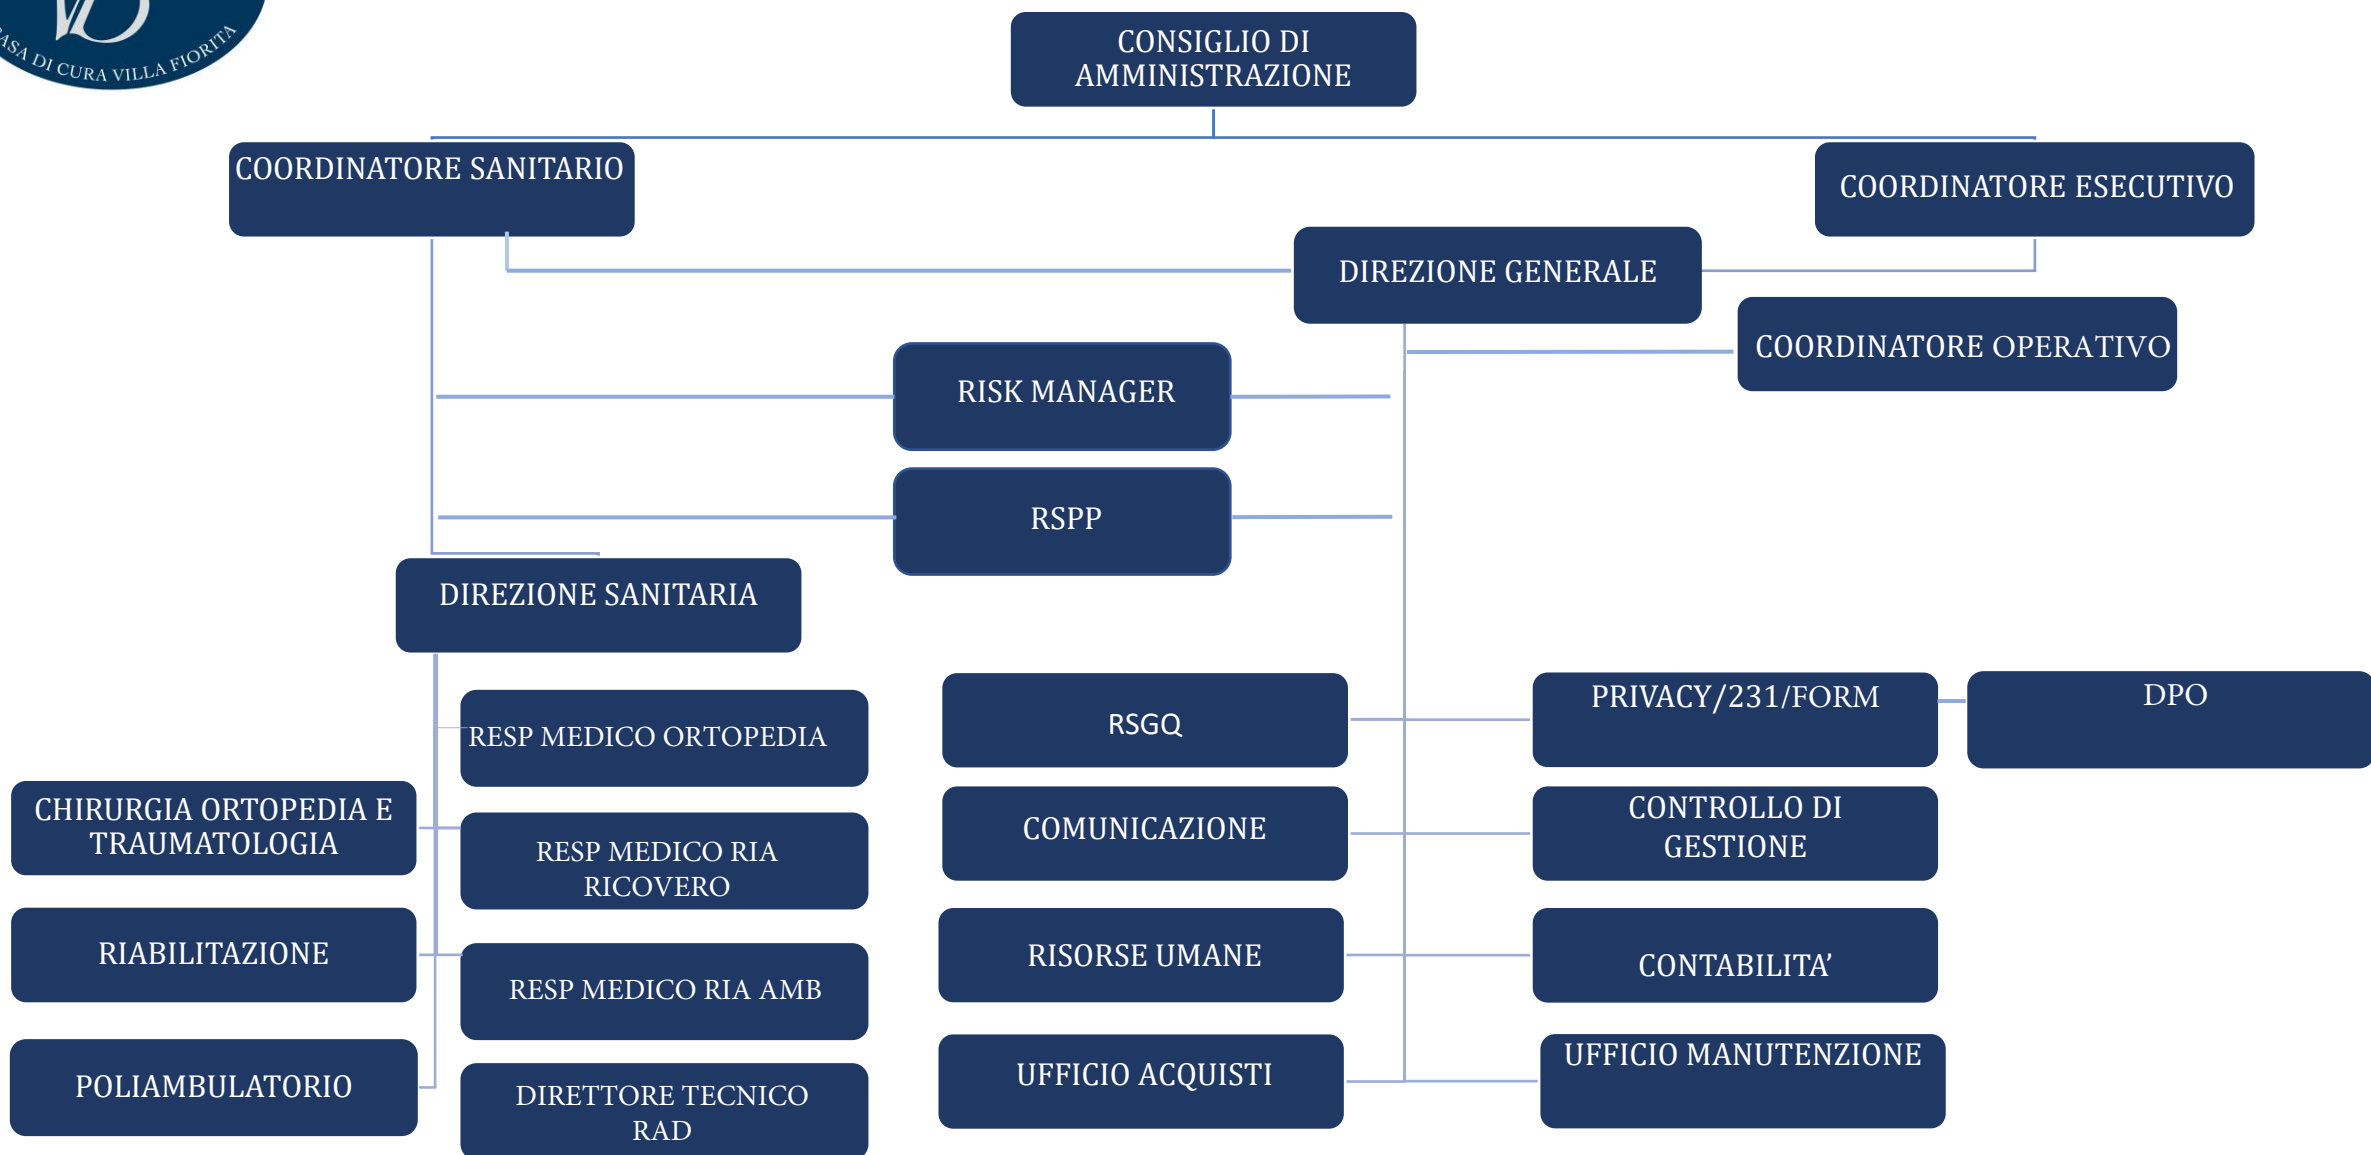 CASA DI CURA VILLA FIORITA
CONSIGLIO DI
AMMINISTRAZIONE
COORDINATORE SANITARIO
COORDINATORE ESECUTIVO
DIREZIONE GENERALE
COORDINATORE OPERATIVO
RISK MANAGER
RSPP
DIREZIONE SANITARIA
RESP MEDICO ORTOPEDIA
RSGQ
PRIVACY/231/FORM
DPO
CHIRURGIA ORTOPEDIA E
TRAUMATOLOGIA
RESP MEDICO RIA
RICOVERO
COMUNICAZIONE
CONTROLLO DI
GESTIONE
RIABILITAZIONE
RESP MEDICO RIA AMB
RISORSE UMANE
CONTABILITA’
POLIAMBULATORIO
DIRETTORE TECNICO
RAD
UFFICIO ACQUISTI
UFFICIO MANUTENZIONE